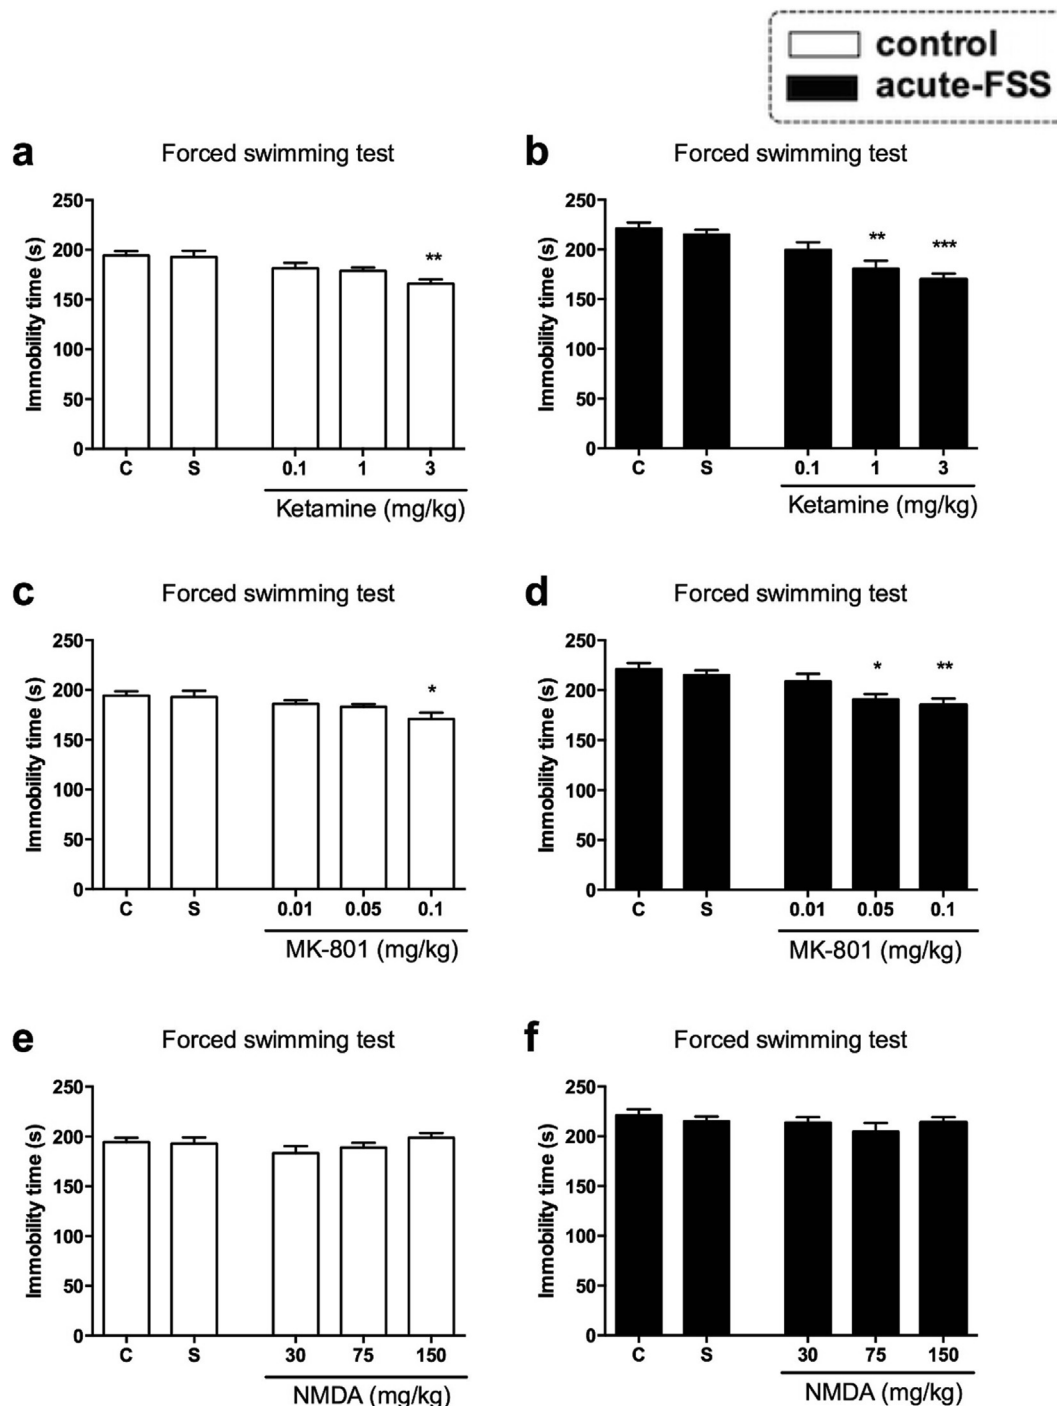 control
acute-FSS
a
Forced swimming test
Immobility time (s)
250
200
150
100
50
0
C S 0.1 1 3
**
Ketamine (mg/kg)
b
Forced swimming test
Immobility time (s)
250
200
150
100
50
0
C S 0.1 1 3
** ***
Ketamine (mg/kg)
c
Forced swimming test
Immobility time (s)
250
200
150
100
50
0
C S 0.01 0.05 0.1
*
MK-801 (mg/kg)
d
Forced swimming test
Immobility time (s)
250
200
150
100
50
0
C S 0.01 0.05 0.1
* **
MK-801 (mg/kg)
e
Forced swimming test
Immobility time (s)
250
200
150
100
50
0
C S 30 75 150
NMDA (mg/kg)
f
Forced swimming test
Immobility time (s)
250
200
150
100
50
0
C S 30 75 150
NMDA (mg/kg)